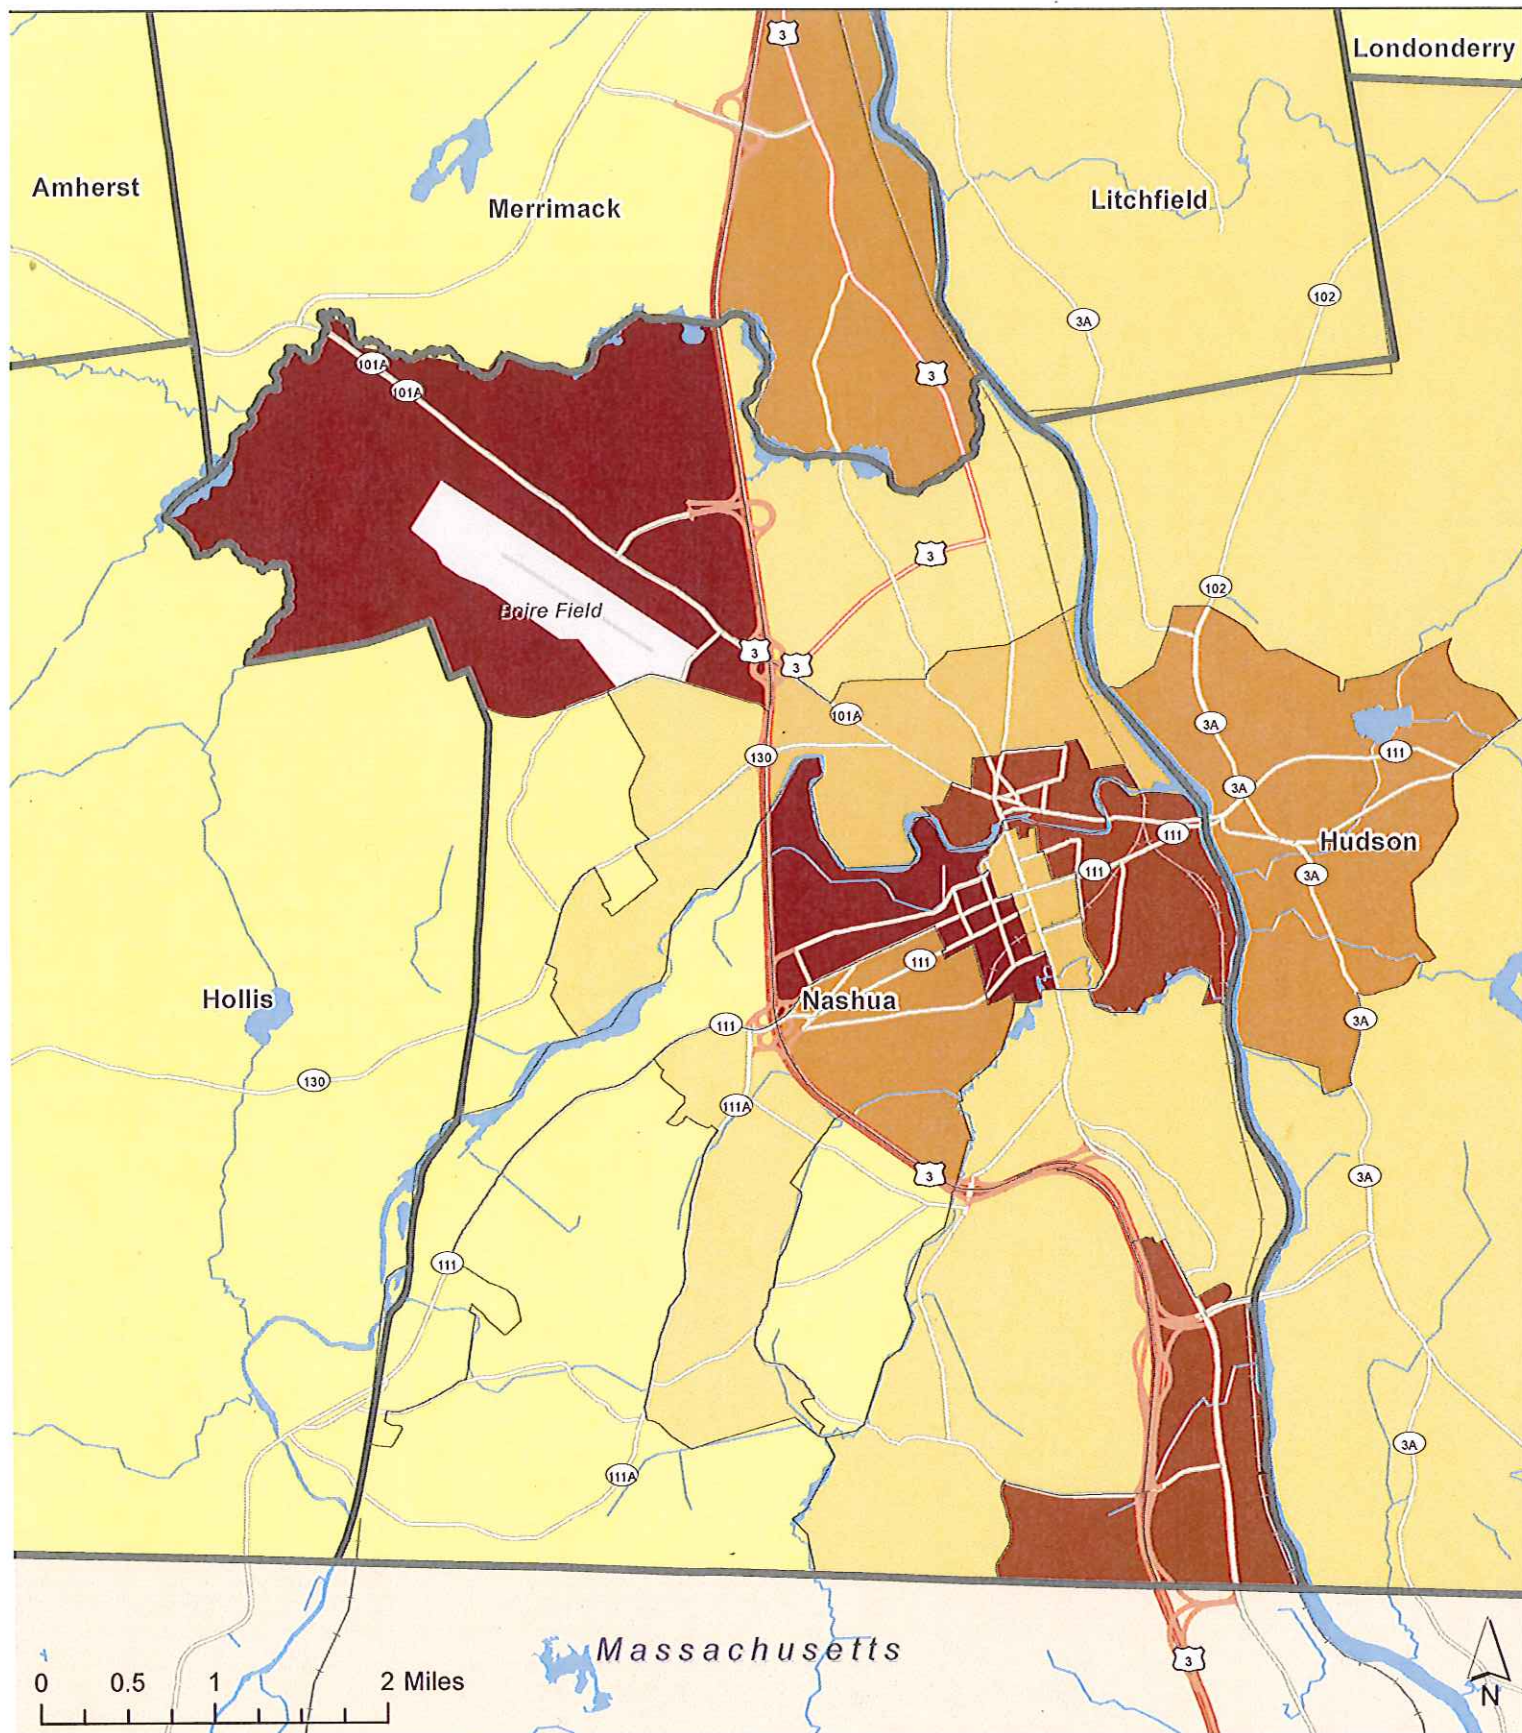 3
Londonderry
Amherst
Merrimack
Litchfield
102
3A
101A
101A
3
3
102
Boire Field
3
3
101A
3A
130
111
3A
111
Hudson
111
3A
111
Hollis
Nashua
111
3A
130
111A
3
3A
111
3A
111A
Massachusetts
3
0 0.5 1 2 Miles
N